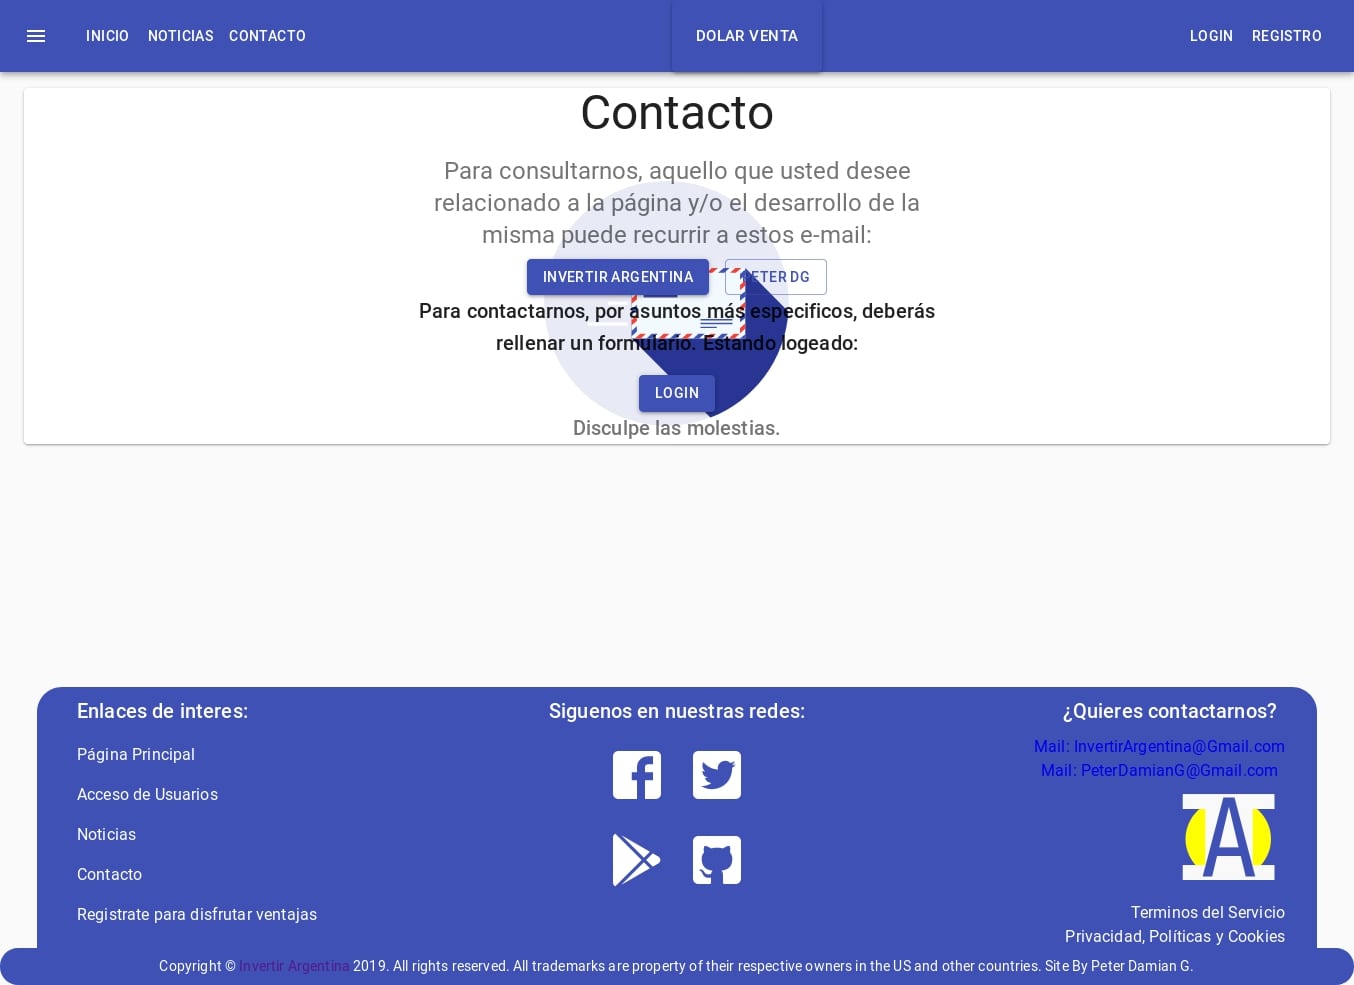 INICIO NOTICIAS CONTACTO DOLAR VENTA LOGIN REGISTRO
Contacto
Para consultarnos, aquello que usted desee
relacionado a la página y/o el desarrollo de la
misma puede recurrir a estos e-mail:
INVERTIR ARGENTINA PETER DG
Para contactarnos, por asuntos más especificos, deberás
rellenar un formulario. Estando logeado:
LOGIN
Disculpe las molestias.
Enlaces de interes:
Página Principal
Acceso de Usuarios
Noticias
Contacto
Registrate para disfrutar ventajas
Siguenos en nuestras redes:
¿Quieres contactarnos?
Mail: InvertirArgentina@Gmail.com
Mail: PeterDamianG@Gmail.com
IAI
Terminos del Servicio
Privacidad, Políticas y Cookies
Copyright © Invertir Argentina 2019. All rights reserved. All trademarks are property of their respective owners in the US and other countries. Site By Peter Damian G.